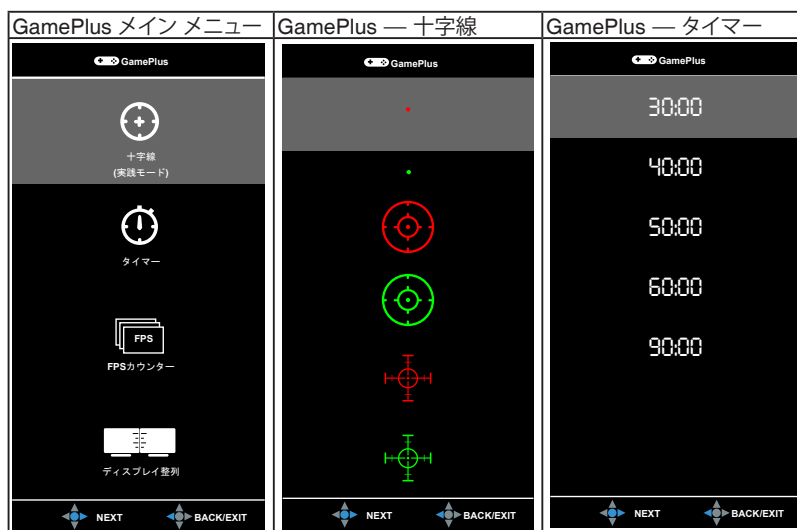 GamePlus メイン メニュー
GamePlus
十字線
(実践モード)
タイマー
FPS
FPSカウンター
ディスプレイ整列
NEXT BACK/EXIT
GamePlus — 十字線
GamePlus
NEXT BACK/EXIT
GamePlus — タイマー
GamePlus
30:00
40:00
50:00
60:00
90:00
NEXT BACK/EXIT